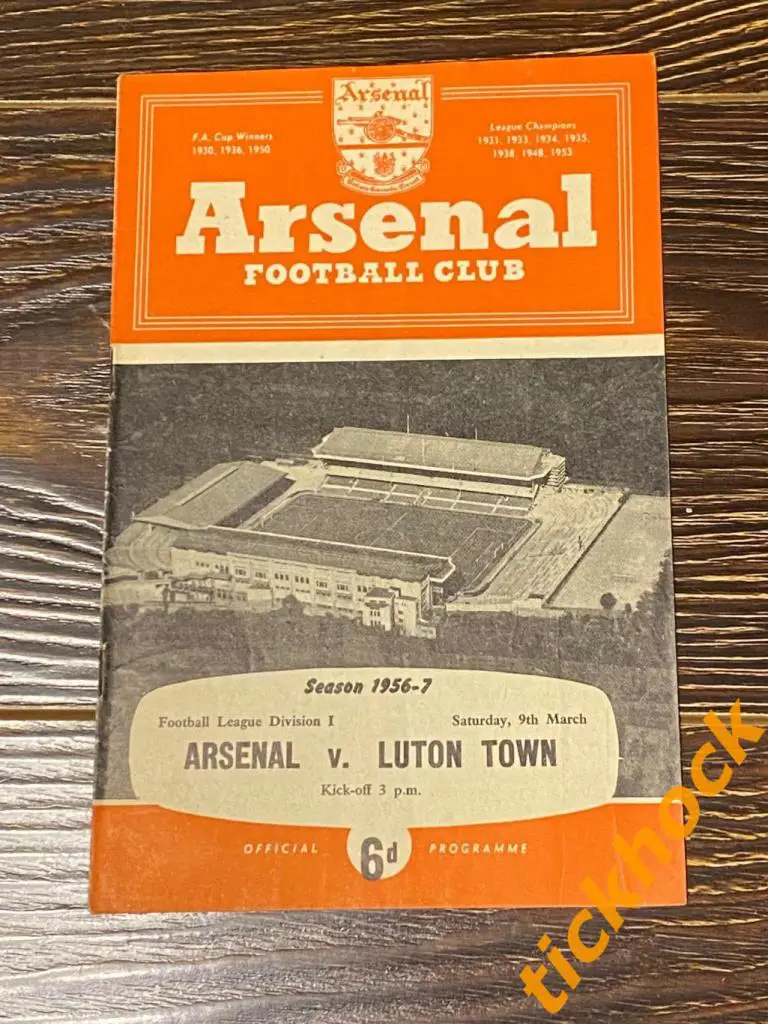 Arsenal
F.A. Cup Winners
1930, 1936, 1950
League Champions
1931, 1933, 1934, 1935,
1938, 1948, 1953
Arsenal
FOOTBALL CLUB
Season 1956-7
Football League Division I
Saturday, 9th March
ARSENAL v. LUTON TOWN
Kick-off 3 p.m.
OFFICIAL 6d PROGRAMME
tickhock